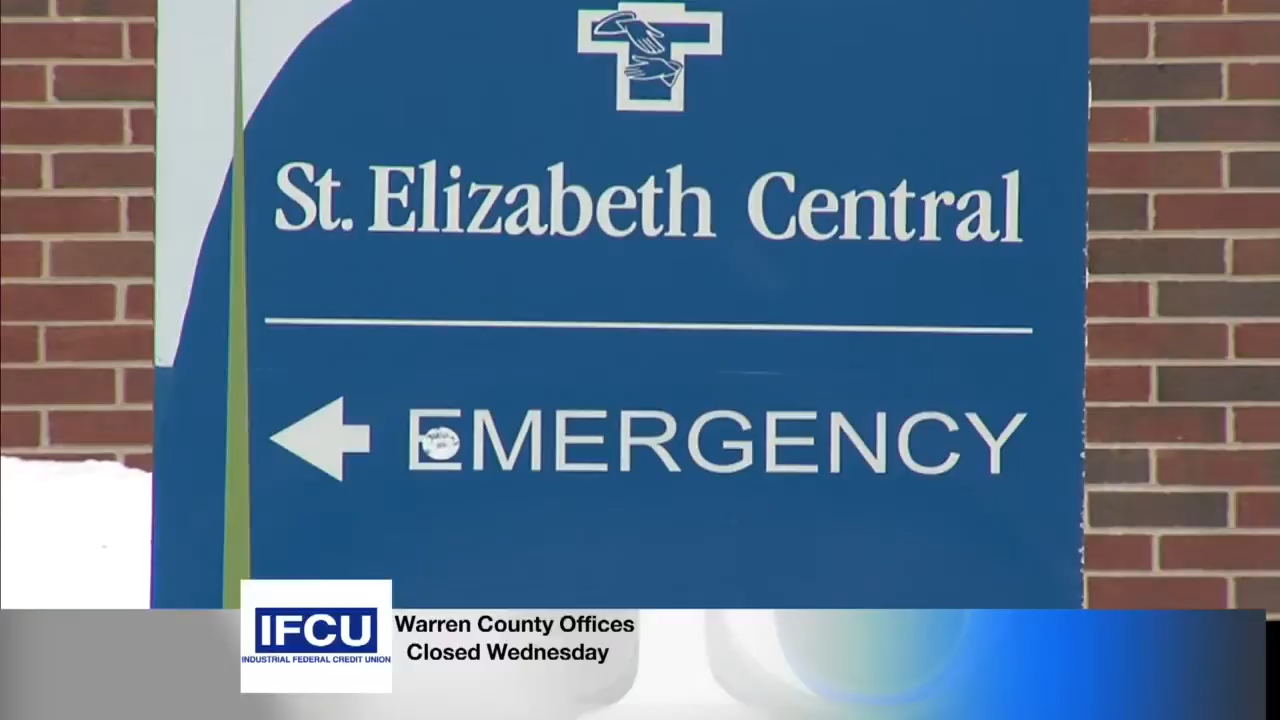 St. Elizabeth Central
EMERGENCY
IFCU
INDUSTRIAL FEDERAL CREDIT UNION
Warren County Offices
Closed Wednesday